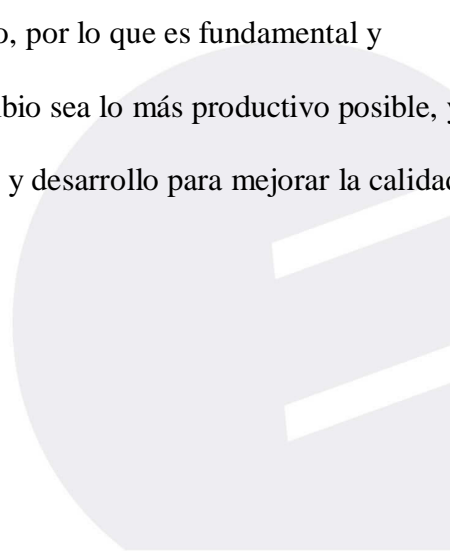 o, por lo que es fundamental y
bio sea lo más productivo posible, y
y desarrollo para mejorar la calidad